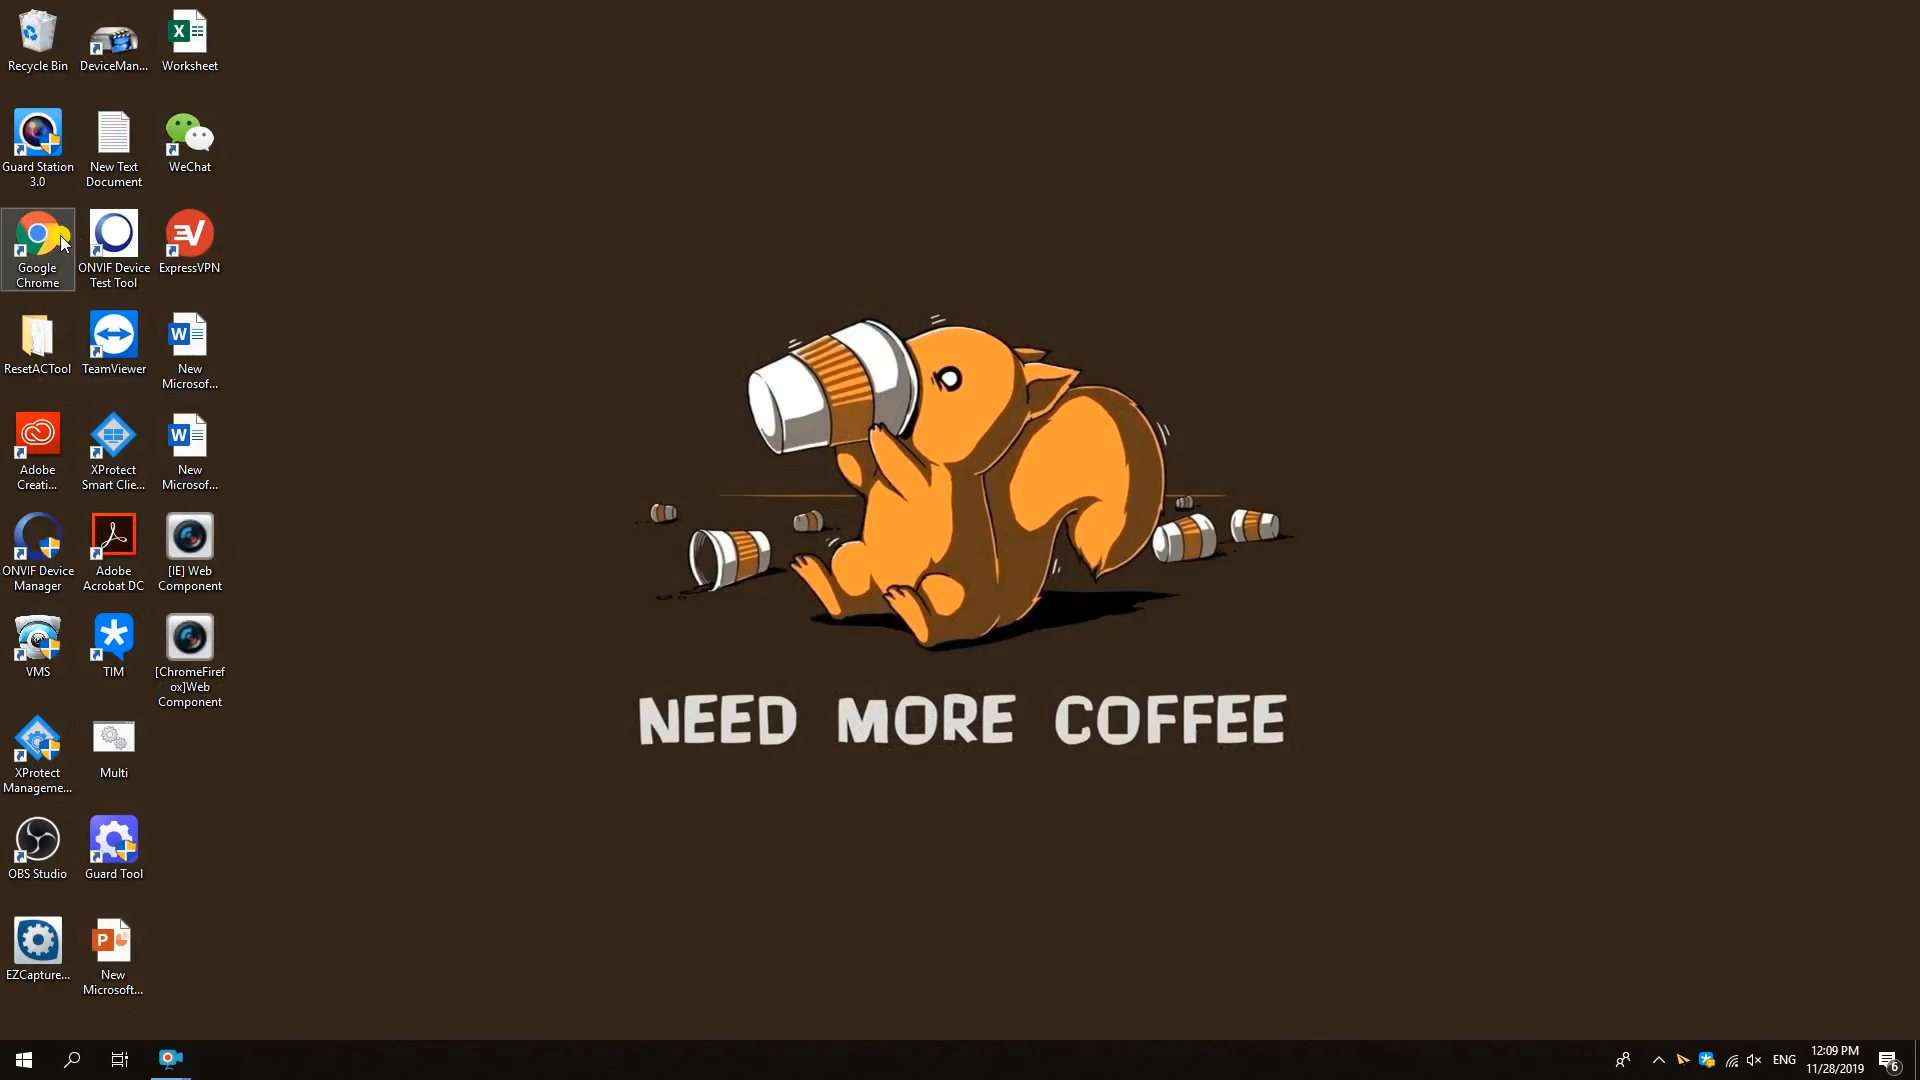 Recycle Bin
DeviceMan...
Worksheet
Guard Station
3.0
New Text
Document
WeChat
Google
Chrome
ONVIF Device
Test Tool
ExpressVPN
ResetACTool
TeamViewer
New
Microsof...
Adobe
Creati...
XProtect
Smart Clie...
New
Microsof...
ONVIF Device
Manager
Adobe
Acrobat DC
[IE] Web
Component
VMS
TIM
[ChromeFiref
ox]Web
Component
XProtect
Manageme...
Multi
OBS Studio
Guard Tool
EZCapture...
New
Microsoft...
NEED MORE COFFEE
ENG
12:09 PM
11/28/2019
6